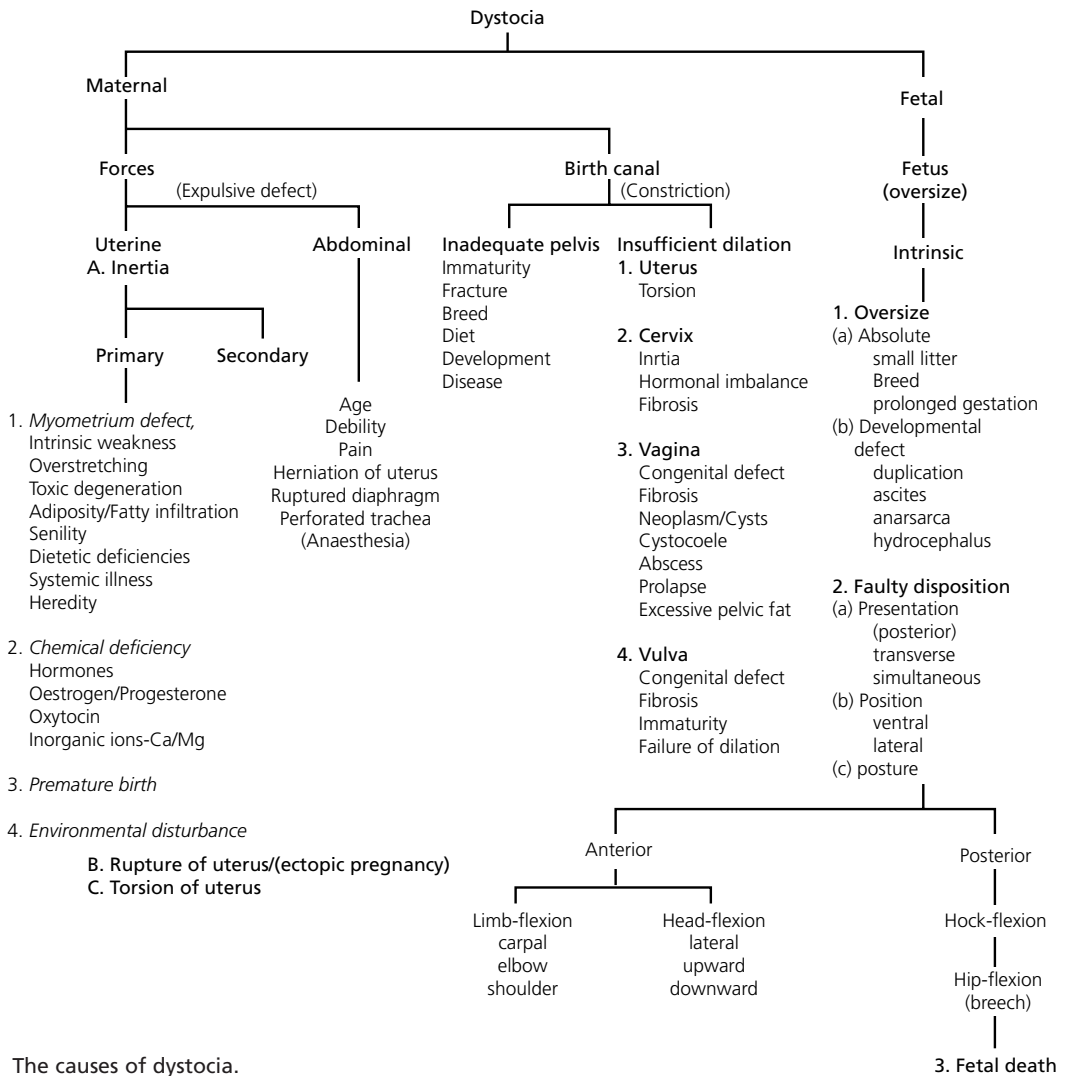 Dystocia
Maternal
Fetal
Forces
(Expulsive defect)
Birth canal
(Constriction)
Fetus
(oversize)
Uterine
A. Inertia
Abdominal
Inadequate pelvis
Immaturity
Fracture
Breed
Diet
Development
Disease
Insufficient dilation
1. Uterus
Torsion
2. Cervix
Inrtia
Hormonal imbalance
Fibrosis
3. Vagina
Congenital defect
Fibrosis
Neoplasm/Cysts
Cystocoele
Abscess
Prolapse
Excessive pelvic fat
4. Vulva
Congenital defect
Fibrosis
Immaturity
Failure of dilation
Intrinsic
1. Oversize
(a) Absolute
small litter
Breed
prolonged gestation
(b) Developmental
defect
duplication
ascites
anarsarca
hydrocephalus
2. Faulty disposition
(a) Presentation
(posterior)
transverse
simultaneous
(b) Position
ventral
lateral
(c) posture
Primary
Secondary
1. Myometrium defect,
Intrinsic weakness
Overstretching
Toxic degeneration
Adiposity/Fatty infiltration
Senility
Dietetic deficiencies
Systemic illness
Heredity
2. Chemical deficiency
Hormones
Oestrogen/Progesterone
Oxytocin
Inorganic ions-Ca/Mg
3. Premature birth
4. Environmental disturbance
Age
Debility
Pain
Herniation of uterus
Ruptured diaphragm
Perforated trachea
(Anaesthesia)
B. Rupture of uterus/(ectopic pregnancy)
C. Torsion of uterus
Anterior
Posterior
Limb-flexion
carpal
elbow
shoulder
Head-flexion
lateral
upward
downward
Hock-flexion
Hip-flexion
(breech)
3. Fetal death
The causes of dystocia.